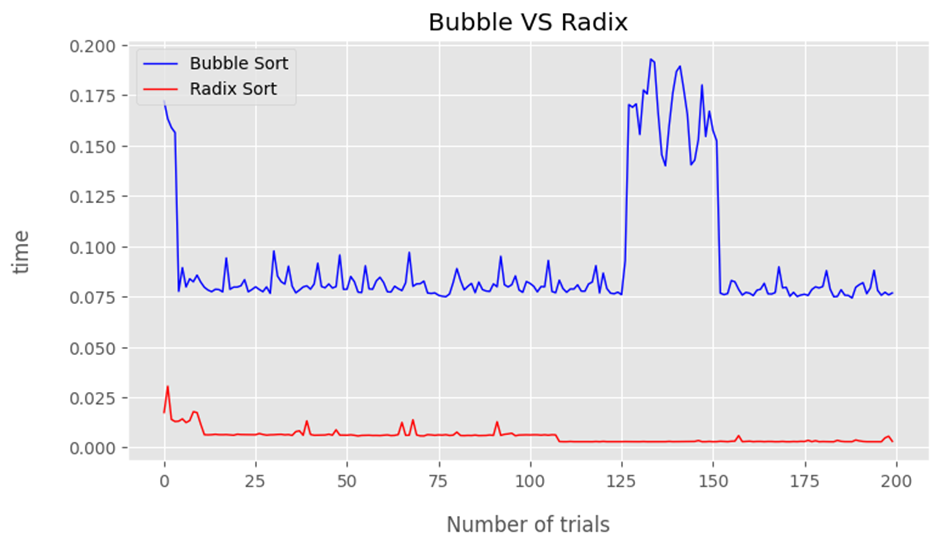 Bubble VS Radix
Bubble Sort
Radix Sort
0.200
0.175
0.150
0.125
0.100
0.075
0.050
0.025
0.000
time
0 25 50 75 100 125 150 175 200
Number of trials